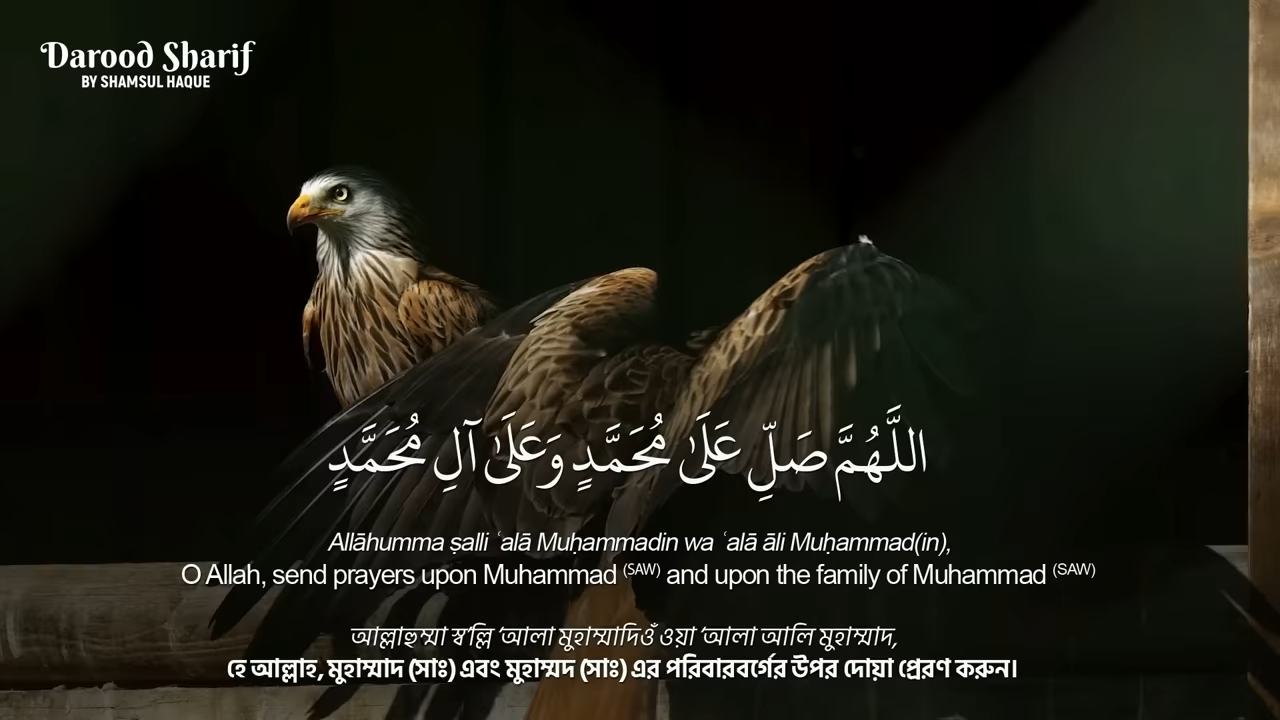 Darood Sharif
BY SHAMSUL HAQUE
اللَّهُمَّ صَلِّ عَلَىٰ مُحَمَّدٍ وَعَلَىٰ آلِ مُحَمَّدٍ
Allāhumma ṣalli ʿalā Muḥammadin wa ʿalā āli Muḥammad(in),
O Allah, send prayers upon Muhammad (SAW) and upon the family of Muhammad (SAW)
আল্লাহুম্মা স্ব’ল্লি ‘আলা মুহাম্মাদিওঁ ওয়া ‘আলা আলি মুহাম্মাদ,
হে আল্লাহ, মুহাম্মাদ (সাঃ) এবং মুহাম্মদ (সাঃ) এর পরিবারবর্গের উপর দোয়া প্রেরণ করুন।